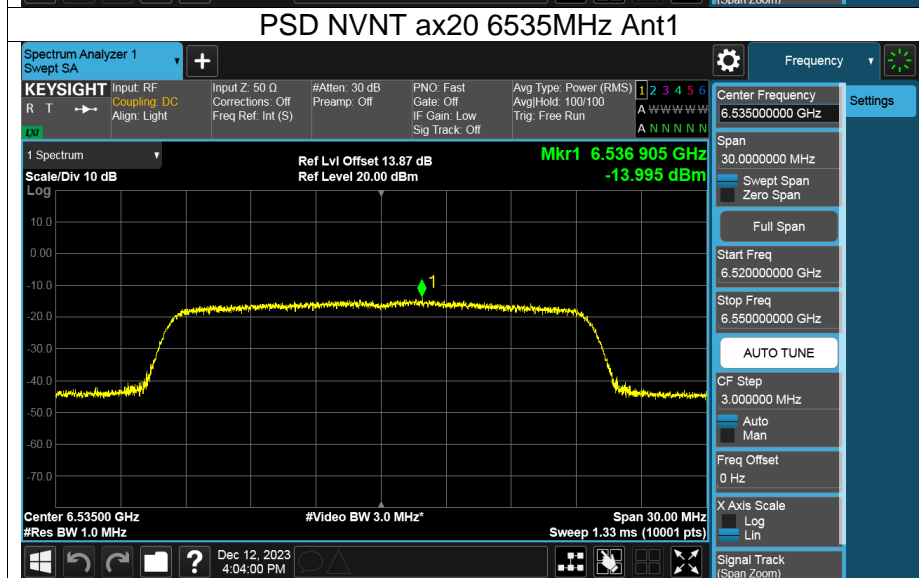 (Span Zoom)
PSD NVNT ax20 6535MHz Ant1
Spectrum Analyzer 1
Swept SA
+
Frequency
KEYSIGHT
R T
LXI
Input: RF
Coupling: DC
Align: Light
Input Z: 50 Ω
Corrections: Off
Freq Ref: Int (S)
#Atten: 30 dB
Preamp: Off
PNO: Fast
Gate: Off
IF Gain: Low
Sig Track: Off
Avg Type: Power (RMS)
Avg|Hold: 100/100
Trig: Free Run
1 2 3 4 5 6
A W W W W W
A N N N N N
1 Spectrum
Scale/Div 10 dB
Log
Ref Lvl Offset 13.87 dB
Ref Level 20.00 dBm
Mkr1 6.536 905 GHz
-13.995 dBm
10.0
0.00
-10.0
-20.0
-30.0
-40.0
-50.0
-60.0
-70.0
1
Center 6.53500 GHz
#Res BW 1.0 MHz
#Video BW 3.0 MHz*
Span 30.00 MHz
Sweep 1.33 ms (10001 pts)
?
Dec 12, 2023
4:04:00 PM
Center Frequency
6.535000000 GHz
Span
30.0000000 MHz
Swept Span
Zero Span
Full Span
Start Freq
6.520000000 GHz
Stop Freq
6.550000000 GHz
AUTO TUNE
CF Step
3.000000 MHz
Auto
Man
Freq Offset
0 Hz
X Axis Scale
Log
Lin
Signal Track
(Span Zoom)
Settings